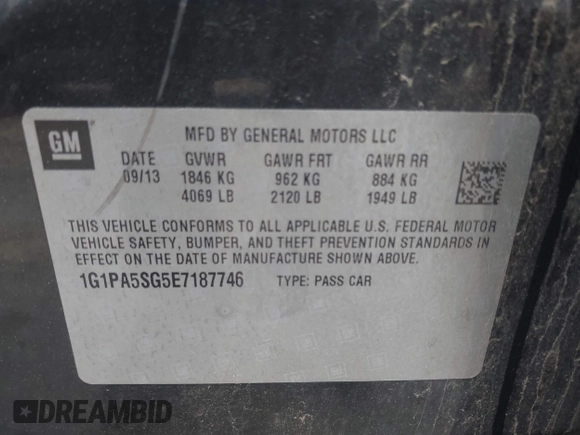 GM
MFD BY GENERAL MOTORS LLC
DATE GVWR GAWR FRT GAWR RR
09/13 1846 KG 962 KG 884 KG
4069 LB 2120 LB 1949 LB
THIS VEHICLE CONFORMS TO ALL APPLICABLE U.S. FEDERAL MOTOR
VEHICLE SAFETY, BUMPER, AND THEFT PREVENTION STANDARDS IN
EFFECT ON THE DATE OF MANUFACTURE SHOWN ABOVE.
1G1PA5SG5E7187746 TYPE: PASS CAR
DREAMBID